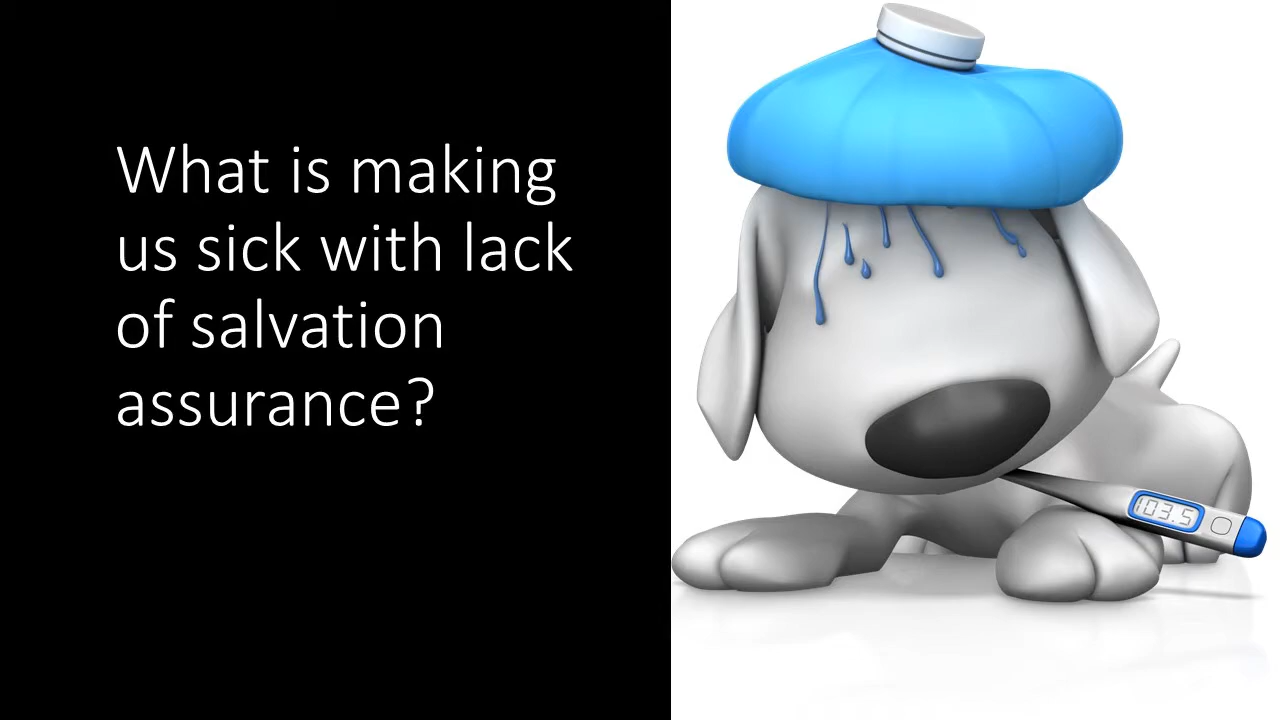 What is making
us sick with lack
of salvation
assurance?
103.5